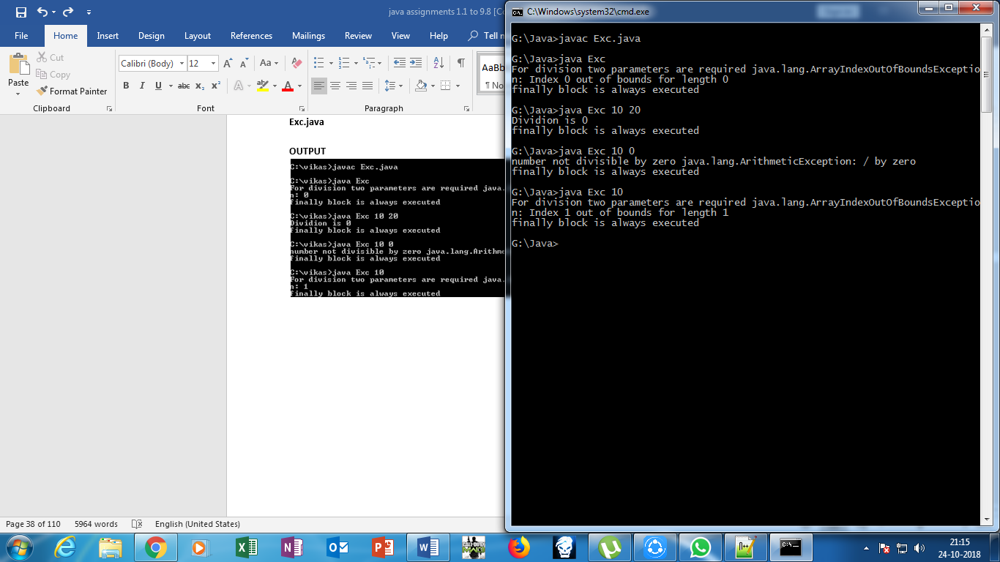 java assignments 1.1 to 9.8 [Co
File Home Insert Design Layout References Mailings Review View Help Tell
Cut
Copy
Paste
Format Painter
Clipboard
Calibri (Body) 12
Font
Paragraph
AaBb
¶ No
Exc.java
OUTPUT
C:\vikas>javac Exc.java
C:\vikas>java Exc
For division two parameters are required java.
n: 0
finally block is always executed
C:\vikas>java Exc 10 20
Dividion is 0
finally block is always executed
C:\vikas>java Exc 10 0
number not divisible by zero java.lang.Arithme
finally block is always executed
C:\vikas>java Exc 10
For division two parameters are required java.
n: 1
finally block is always executed
Page 38 of 110 5964 words English (United States)
C:\Windows\system32\cmd.exe
G:\Java>javac Exc.java
G:\Java>java Exc
For division two parameters are required java.lang.ArrayIndexOutOfBoundsExceptio
n: Index 0 out of bounds for length 0
finally block is always executed
G:\Java>java Exc 10 20
Dividion is 0
finally block is always executed
G:\Java>java Exc 10 0
number not divisible by zero java.lang.ArithmeticException: / by zero
finally block is always executed
G:\Java>java Exc 10
For division two parameters are required java.lang.ArrayIndexOutOfBoundsExceptio
n: Index 1 out of bounds for length 1
finally block is always executed
G:\Java>
21:15
24-10-2018